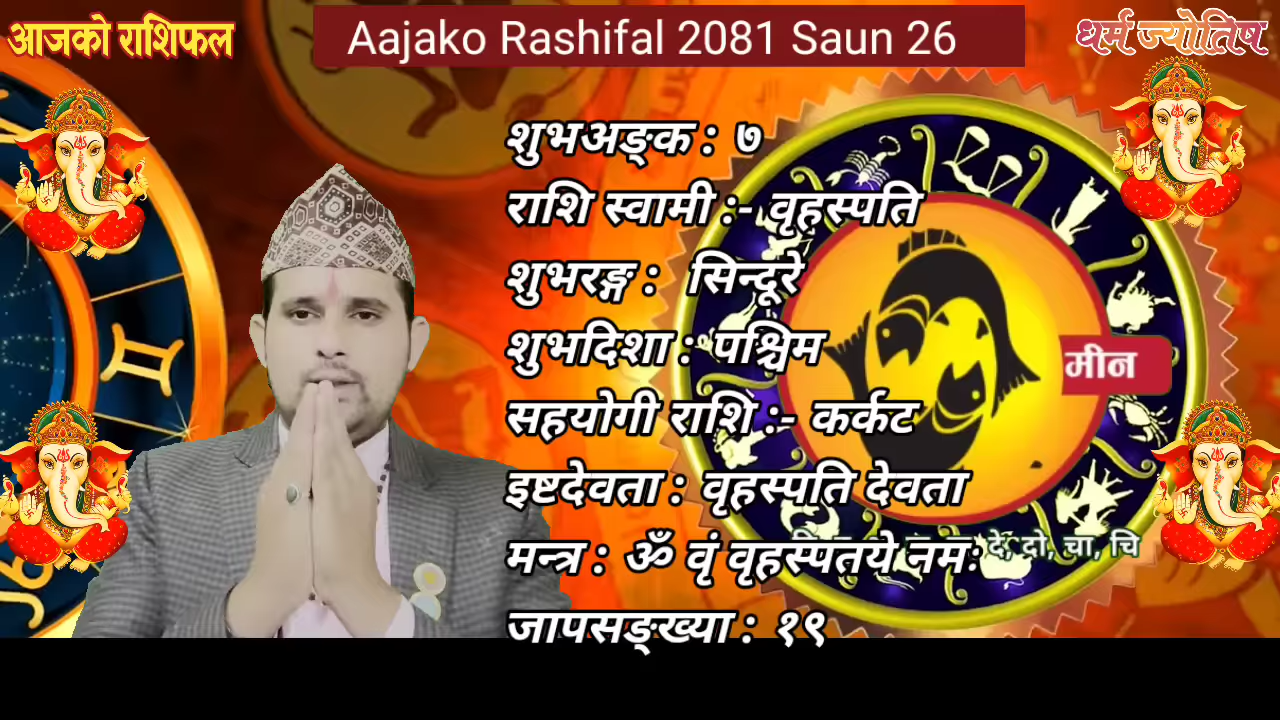 आजको राशिफल
Aajako Rashifal 2081 Saun 26
धर्म ज्योतिष
शुभअङ्क : ७
राशि स्वामी :- वृहस्पति
शुभरङ्ग : सिन्दूरे
शुभदिशा : पश्चिम
मीन
सहयोगी राशि :- कर्कट
इष्टदेवता : वृहस्पति देवता
मन्त्र : ॐ वृं वृहस्पतये नमः
दे, दो, चा, चि
जापसङ्ख्या : १९